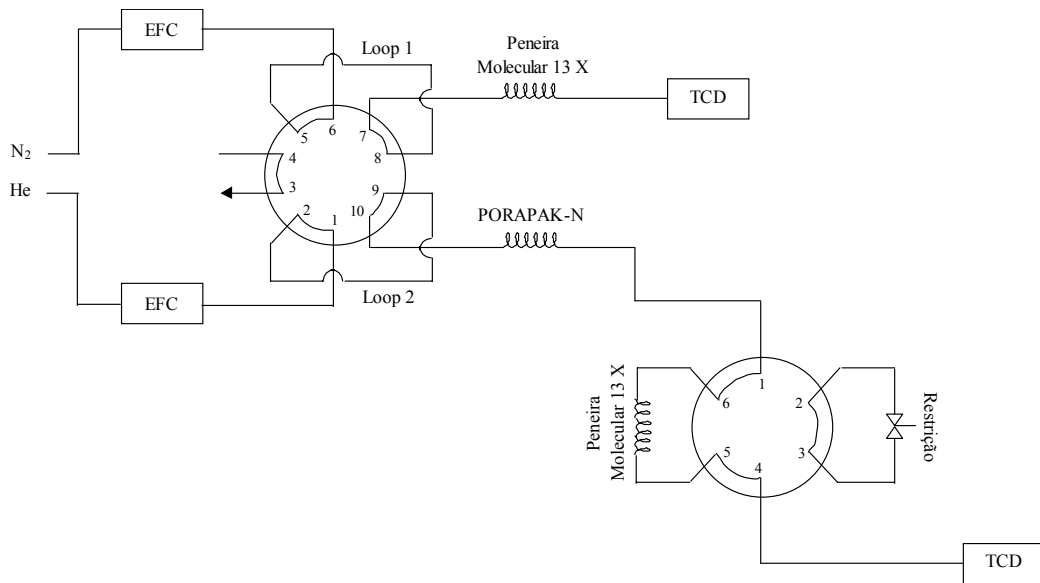 EFC
Loop 1
Peneira
Molecular 13 X
TCD
N₂
He
5
6
7
4
8
3
9
2
1
10
PORAPAK-N
EFC
Loop 2
Peneira
Molecular 13 X
6
1
2
5
4
3
Restrição
TCD